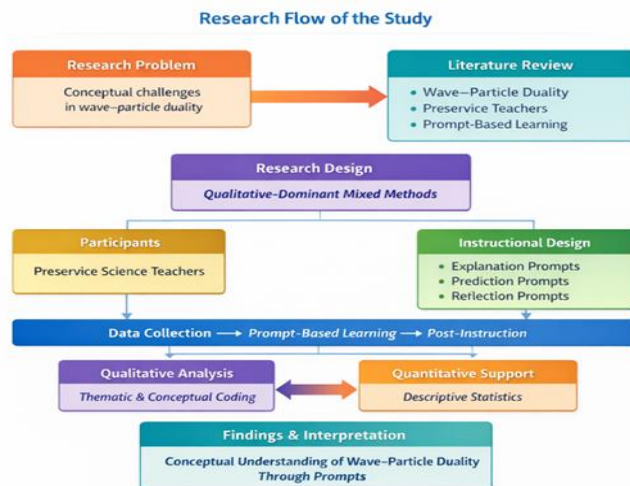 Research Flow of the Study
Research Problem
Conceptual challenges
in wave–particle duality
Literature Review
• Wave–Particle Duality
• Preservice Teachers
• Prompt-Based Learning
Research Design
Qualitative-Dominant Mixed Methods
Participants
Preservice Science Teachers
Instructional Design
• Explanation Prompts
• Prediction Prompts
• Reflection Prompts
Data Collection → Prompt-Based Learning → Post-Instruction
Qualitative Analysis
Thematic & Conceptual Coding
Quantitative Support
Descriptive Statistics
Findings & Interpretation
Conceptual Understanding of Wave–Particle Duality
Through Prompts